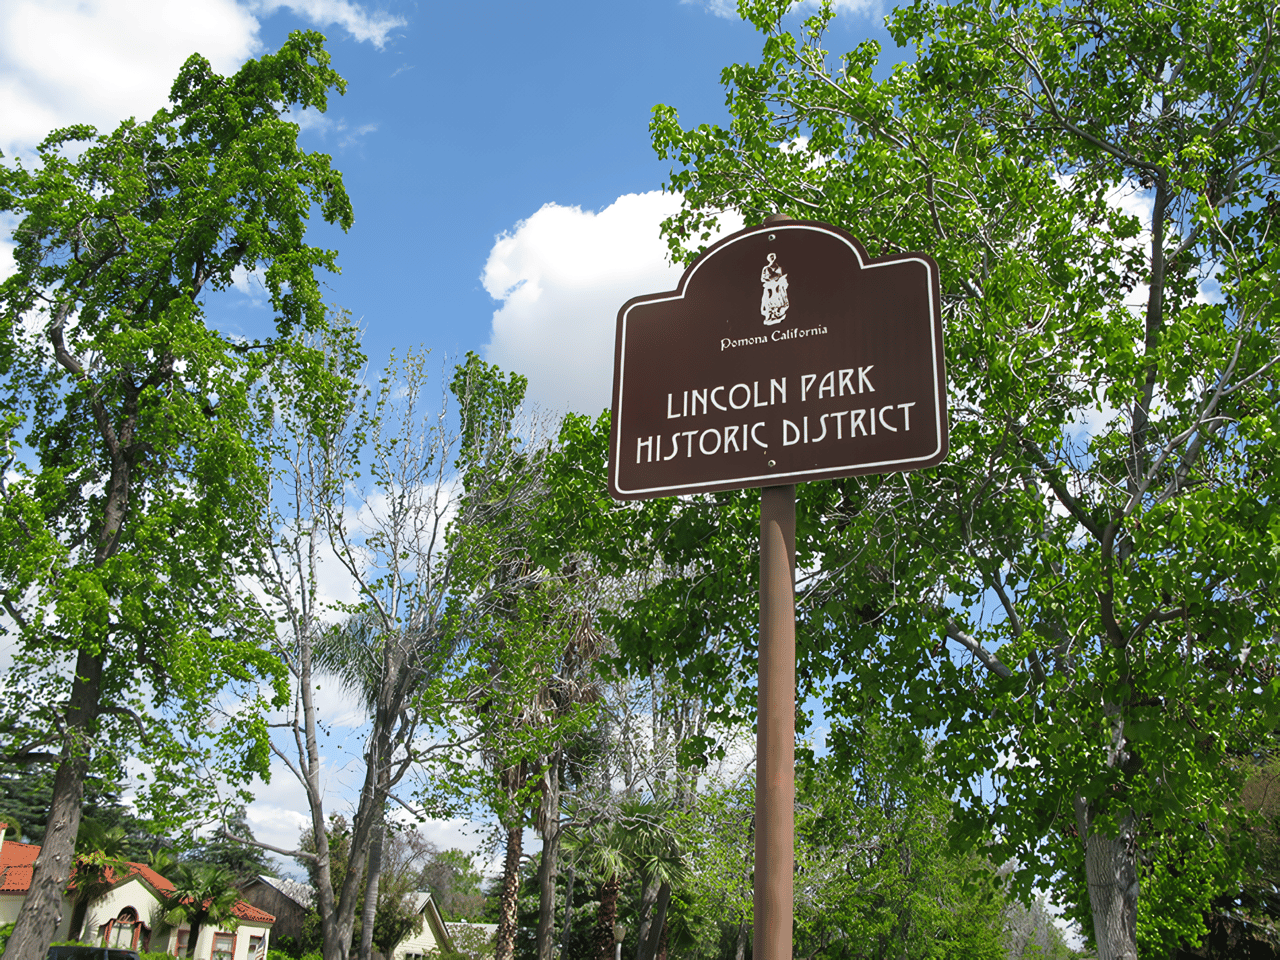 Pomona California
LINCOLN PARK
HISTORIC DISTRICT